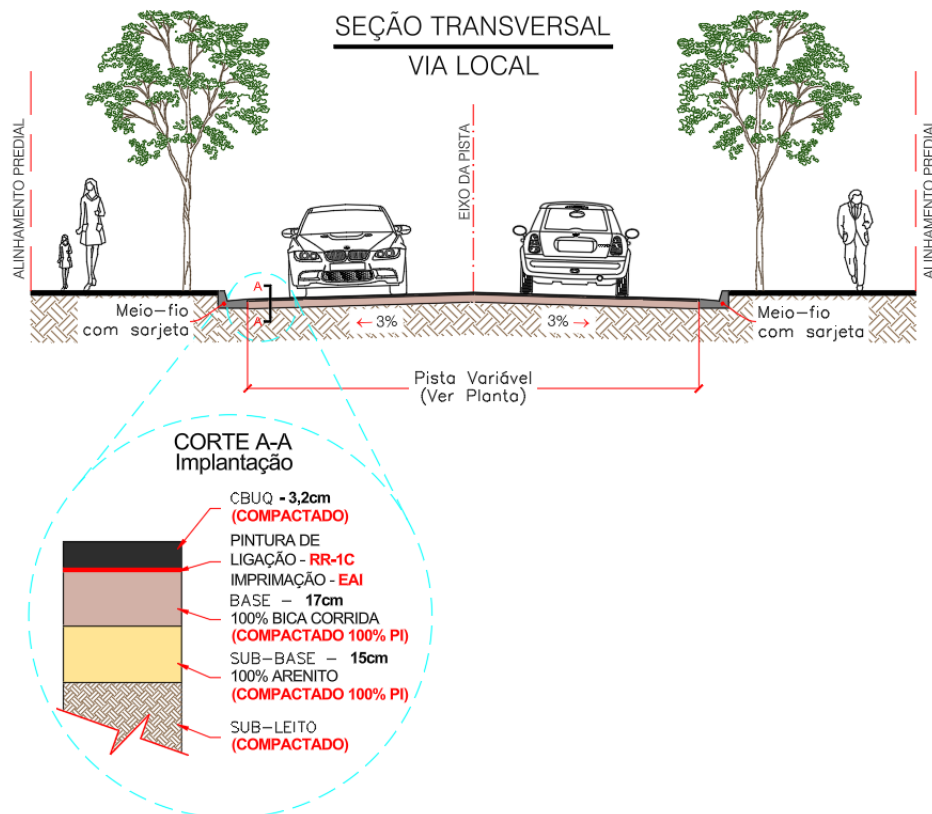 SEÇÃO TRANSVERSAL
VIA LOCAL
ALINHAMENTO PREDIAL
EIXO DA PISTA
ALINHAMENTO PREDIAL
A
A
Meio-fio
com sarjeta
←3%
3%→
Meio-fio
com sarjeta
Pista Variável
(Ver Planta)
CORTE A-A
Implantação
CBUQ - 3,2cm
(COMPACTADO)
PINTURA DE
LIGAÇÃO - RR-1C
IMPRIMAÇÃO - EAI
BASE - 17cm
100% BICA CORRIDA
(COMPACTADO 100% PI)
SUB-BASE - 15cm
100% ARENITO
(COMPACTADO 100% PI)
SUB-LEITO
(COMPACTADO)